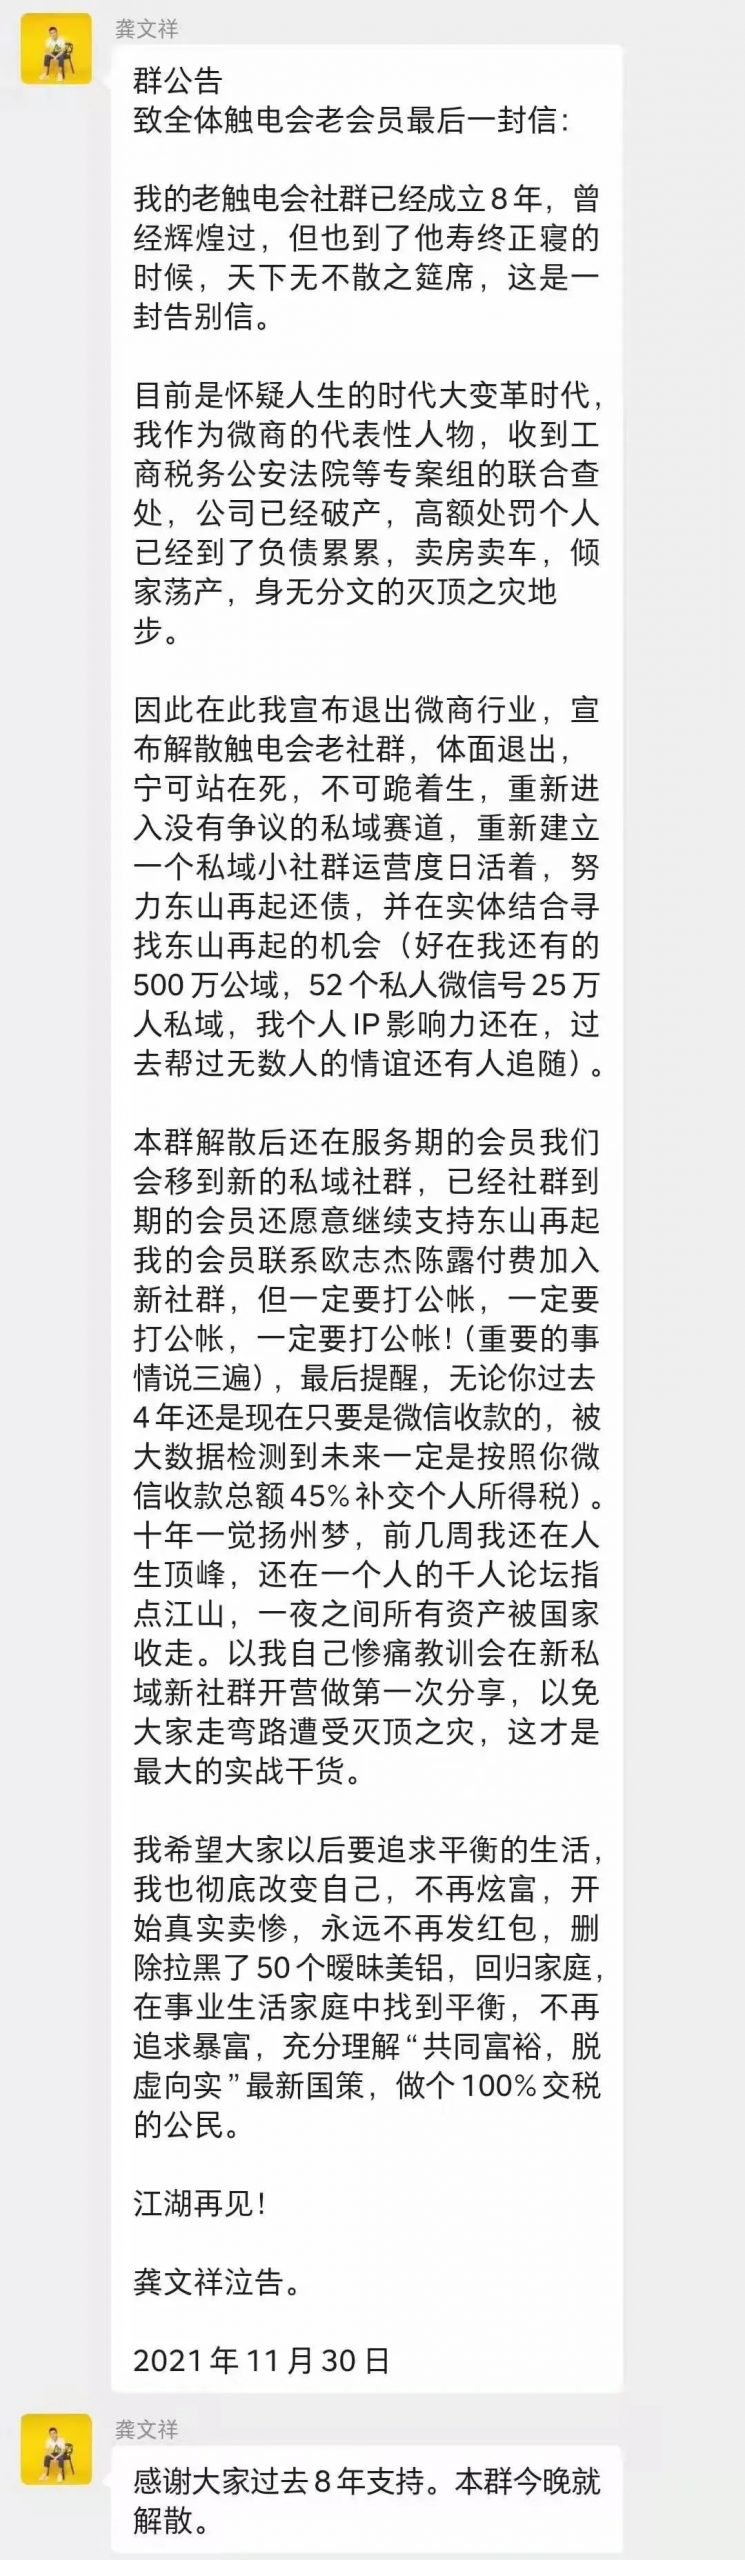 龚文祥
群公告
致全体触电会老会员最后一封信：
我的老触电会社群已经成立8年，曾
经辉煌过，但也到了他寿终正寝的
时候，天下无不散之筵席，这是一
封告别信。
目前是怀疑人生的时代大变革时代，
我作为微商的代表性人物，收到工
商税务公安法院等专案组的联合查
处，公司已经破产，高额处罚个人
已经到了负债累累，卖房卖车，倾
家荡产，身无分文的灭顶之灾地
步。
因此在此我宣布退出微商行业，宣
布解散触电会老社群，体面退出，
宁可站在死，不可跪着生，重新进
入没有争议的私域赛道，重新建立
一个私域小社群运营度日活着，努
力东山再起还债，并在实体结合寻
找东山再起的机会（好在我还有的
500万公域，52个私人微信号25万
人私域，我个人IP影响力还在，过
去帮过无数人的情谊还有人追随）。
本群解散后还在服务期的会员我们
会移到新的私域社群，已经社群到
期的会员还愿意继续支持东山再起
我的会员联系欧志杰陈露付费加入
新社群，但一定要打公帐，一定要
打公帐，一定要打公帐！（重要的事
情说三遍），最后提醒，无论你过去
4年还是现在只要是微信收款的，被
大数据检测到未来一定是按照你微
信收款总额45%补交个人所得税）。
十年一觉扬州梦，前几周我还在人
生顶峰，还在一个人的千人论坛指
点江山，一夜之间所有资产被国家
收走。以我自己惨痛教训会在新私
域新社群开营做第一次分享，以免
大家走弯路遭受灭顶之灾，这才是
最大的实战干货。
我希望大家以后要追求平衡的生活，
我也彻底改变自己，不再炫富，开
始真实卖惨，永远不再发红包，删
除拉黑了50个暧昧美铝，回归家庭，
在事业生活家庭中找到平衡，不再
追求暴富，充分理解“共同富裕，脱
虚向实”最新国策，做个100%交税
的公民。
江湖再见！
龚文祥泣告。
2021年11月30日
龚文祥
感谢大家过去8年支持。本群今晚就
解散。